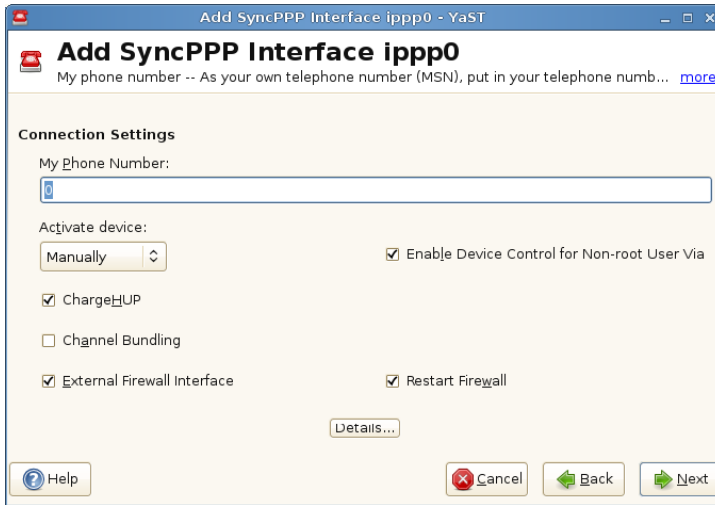 Add SyncPPP Interface ippp0 - YaST
Add SyncPPP Interface ippp0
My phone number -- As your own telephone number (MSN), put in your telephone numb... more
Connection Settings
My Phone Number:
0
Activate device:
Manually
Enable Device Control for Non-root User Via
ChargeHUP
Channel Bundling
External Firewall Interface
Restart Firewall
Details...
Help
Cancel
Back
Next